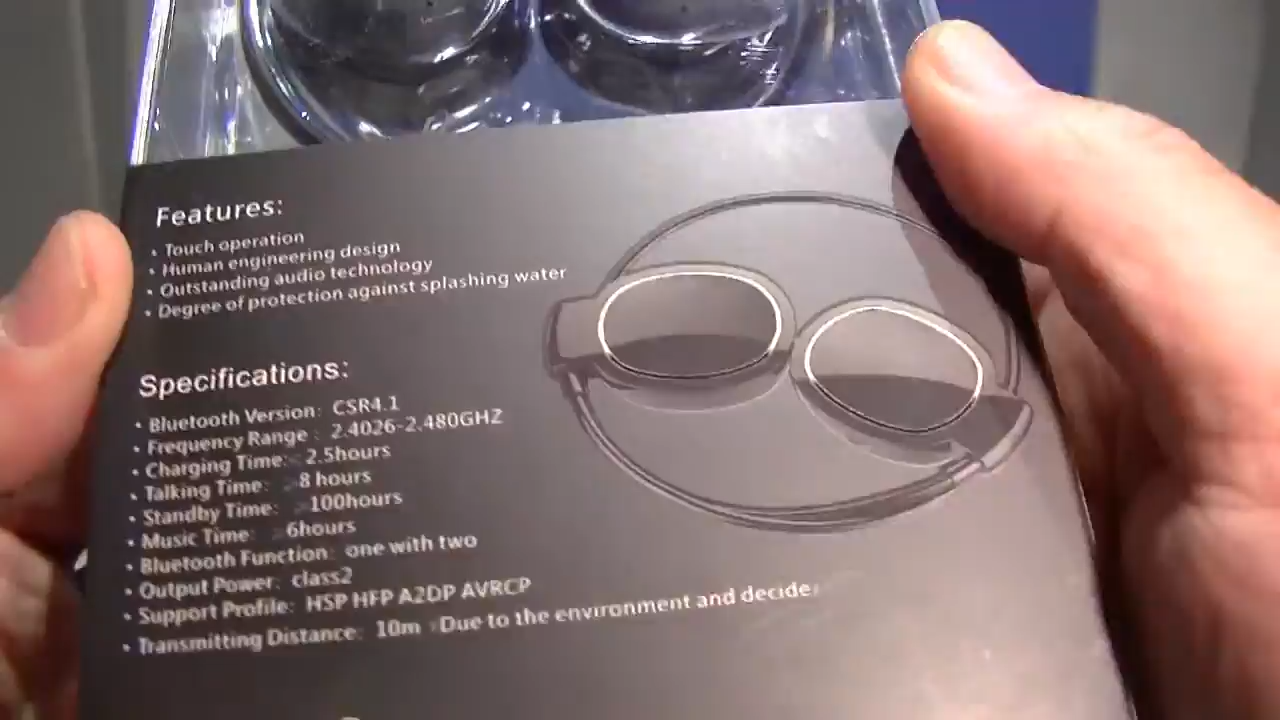 Features:
• Touch operation
• Human engineering design
• Outstanding audio technology
• Degree of protection against splashing water
Specifications:
• Bluetooth Version: CSR4.1
• Frequency Range : 2.4026-2.480GHZ
• Charging Time: 2.5hours
• Talking Time: 8 hours
• Standby Time: 100hours
• Music Time: 6hours
• Bluetooth Function: one with two
• Output Power: class2
• Support Profile: HSP HFP A2DP AVRCP
• Transmitting Distance: 10m Due to the environment and decide